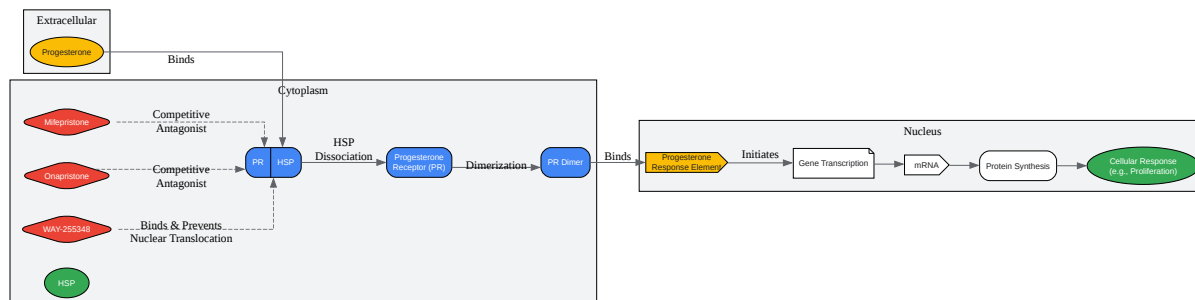 Extracellular
Progesterone
Binds
Cytoplasm
Mifepristone
Competitive
Antagonist
Onapristone
Competitive
Antagonist
WAY-255348
Binds & Prevents
Nuclear Translocation
HSP
PR
HSP
HSP
Dissociation
Progesterone
Receptor (PR)
Dimerization
PR Dimer
Binds
Nucleus
Progesterone
Response Element
Initiates
Gene Transcription
mRNA
Protein Synthesis
Cellular Response
(e.g., Proliferation)